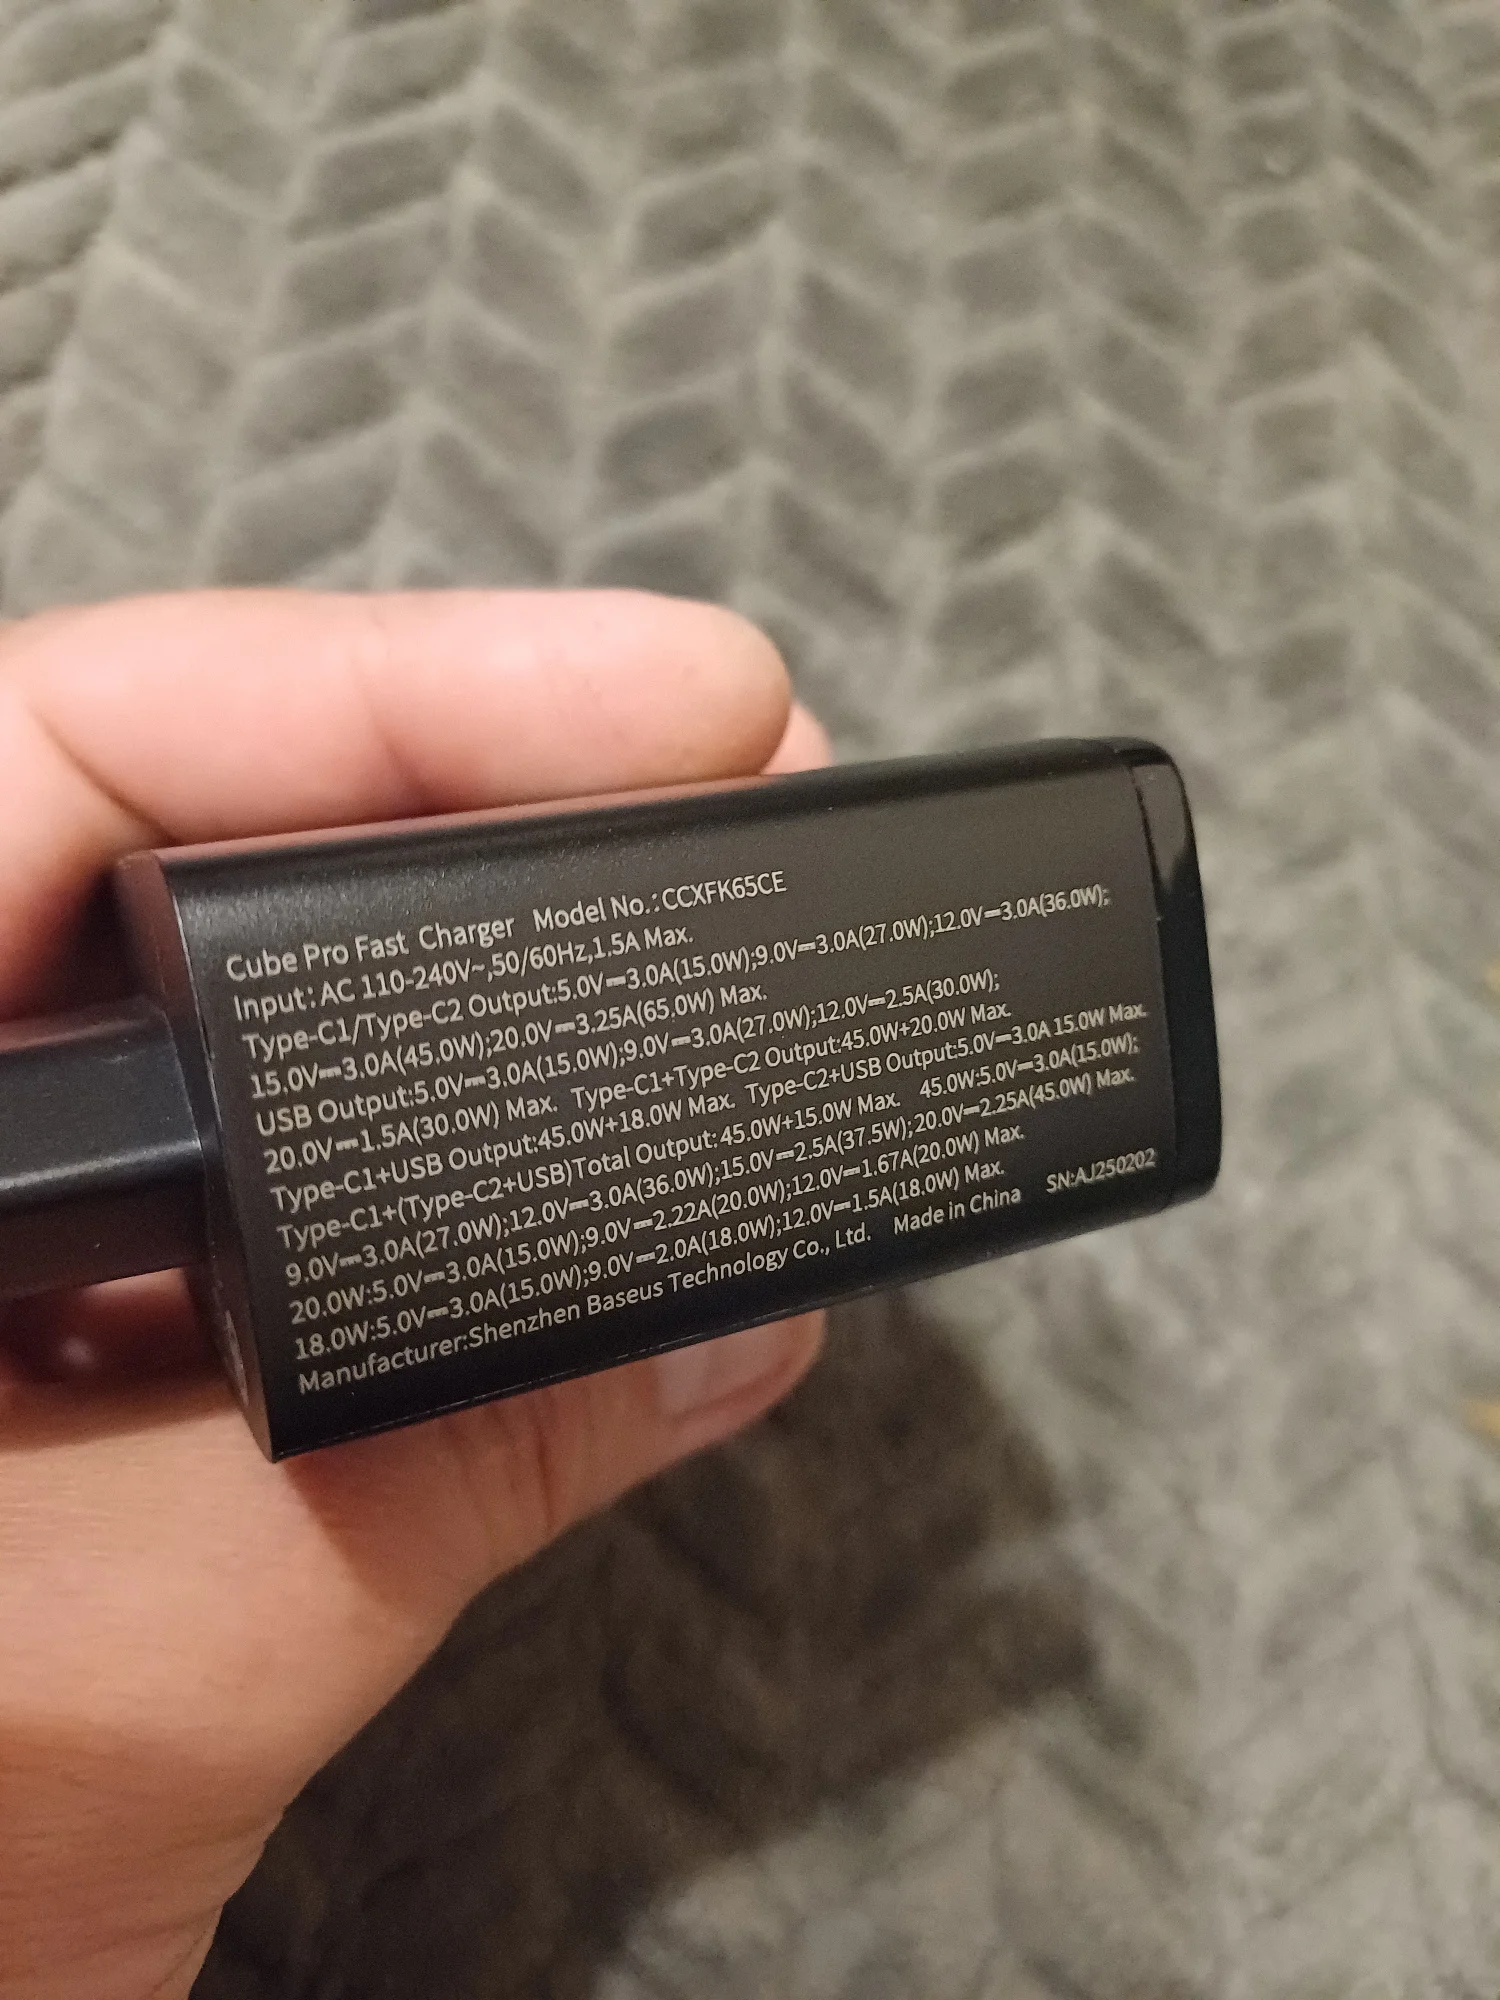 Cube Pro Fast Charger Model No.:CCXFK65CE
Input:AC 110-240V~,50/60Hz,1.5A Max.
Type-C1/Type-C2 Output:5.0V⎓3.0A(15.0W);9.0V⎓3.0A(27.0W);12.0V⎓3.0A(36.0W);
15.0V⎓3.0A(45.0W);20.0V⎓3.25A(65.0W) Max.
USB Output:5.0V⎓3.0A(15.0W);9.0V⎓3.0A(27.0W);12.0V⎓2.5A(30.0W);
20.0V⎓1.5A(30.0W) Max. Type-C1+Type-C2 Output:45.0W+20.0W Max.
Type-C1+USB Output:45.0W+18.0W Max. Type-C2+USB Output:5.0V⎓3.0A 15.0W Max.
Type-C1+(Type-C2+USB)Total Output:45.0W+15.0W Max. 45.0W:5.0V⎓3.0A(15.0W);
9.0V⎓3.0A(27.0W);12.0V⎓3.0A(36.0W);15.0V⎓2.5A(37.5W);20.0V⎓2.25A(45.0W) Max.
20.0W:5.0V⎓3.0A(15.0W);9.0V⎓2.22A(20.0W);12.0V⎓1.67A(20.0W) Max.
18.0W:5.0V⎓3.0A(15.0W);9.0V⎓2.0A(18.0W);12.0V⎓1.5A(18.0W) Max.
Manufacturer:Shenzhen Baseus Technology Co., Ltd. Made in China SN:AJ250202